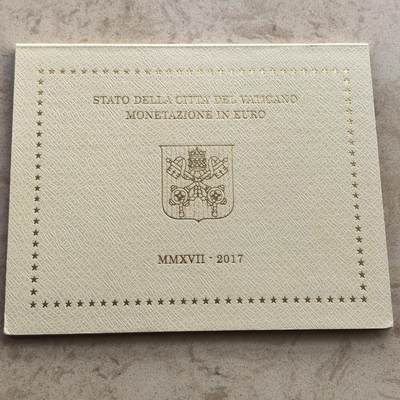 STATO DELLA CITTÀ DEL VATICANO
MONETAZIONE IN EURO
MMXVII - 2017